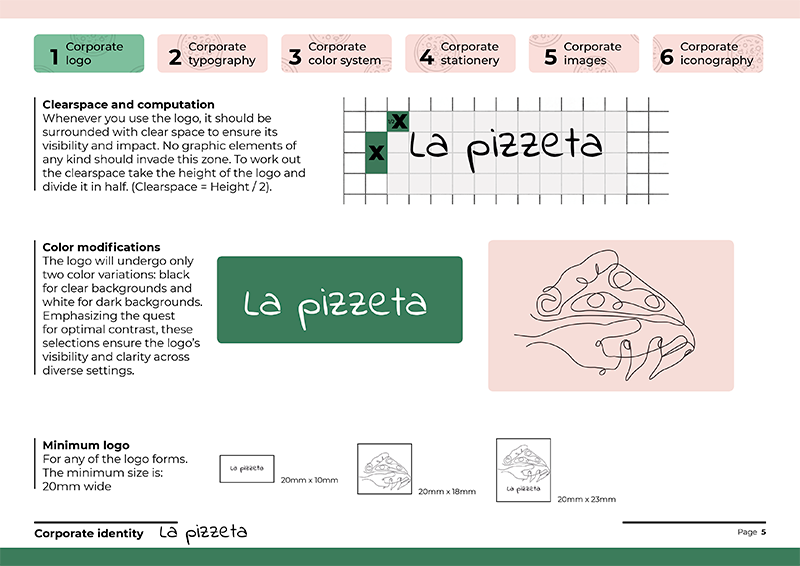 1 Corporate
logo
2 Corporate
typography
3 Corporate
color system
4 Corporate
stationery
5 Corporate
images
6 Corporate
iconography
Clearspace and computation
Whenever you use the logo, it should be
surrounded with clear space to ensure its
visibility and impact. No graphic elements of
any kind should invade this zone. To work out
the clearspace take the height of the logo and
divide it in half. (Clearspace = Height / 2).
X
X
La pizzeta
Color modifications
The logo will undergo only
two color variations: black
for clear backgrounds and
white for dark backgrounds.
Emphasizing the quest
for optimal contrast, these
selections ensure the logo's
visibility and clarity across
diverse settings.
La pizzeta
Minimum logo
For any of the logo forms.
The minimum size is:
20mm wide
La pizzeta
20mm x 10mm
20mm x 18mm
La pizzeta
20mm x 23mm
Corporate identity La pizzeta
Page 5